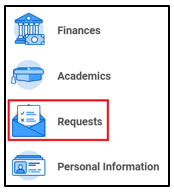 Finances
Academics
Requests
Personal Information